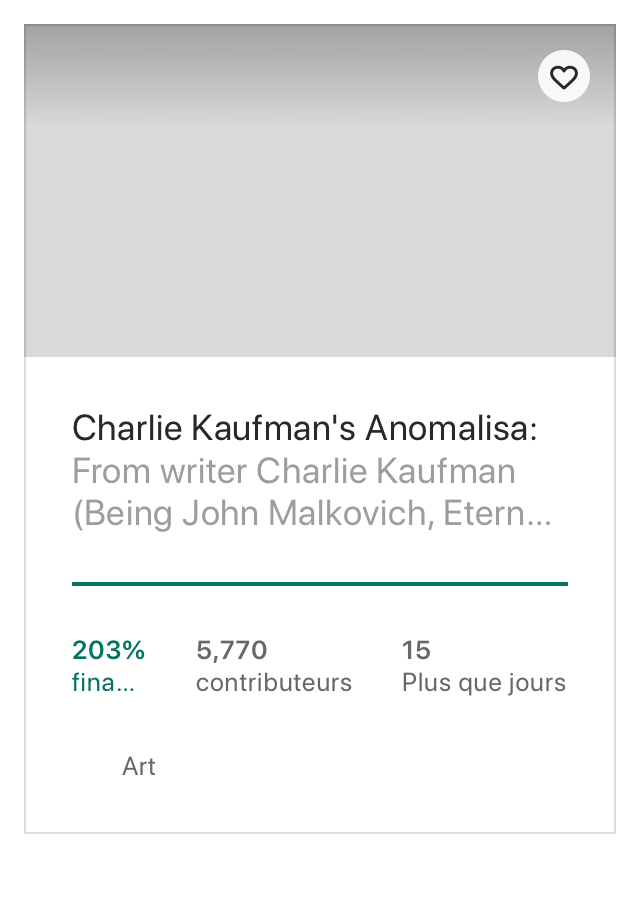 Charlie Kaufman's Anomalisa:
From writer Charlie Kaufman
(Being John Malkovich, Etern...
203% 5,770 15
fina... contributeurs Plus que jours
Art